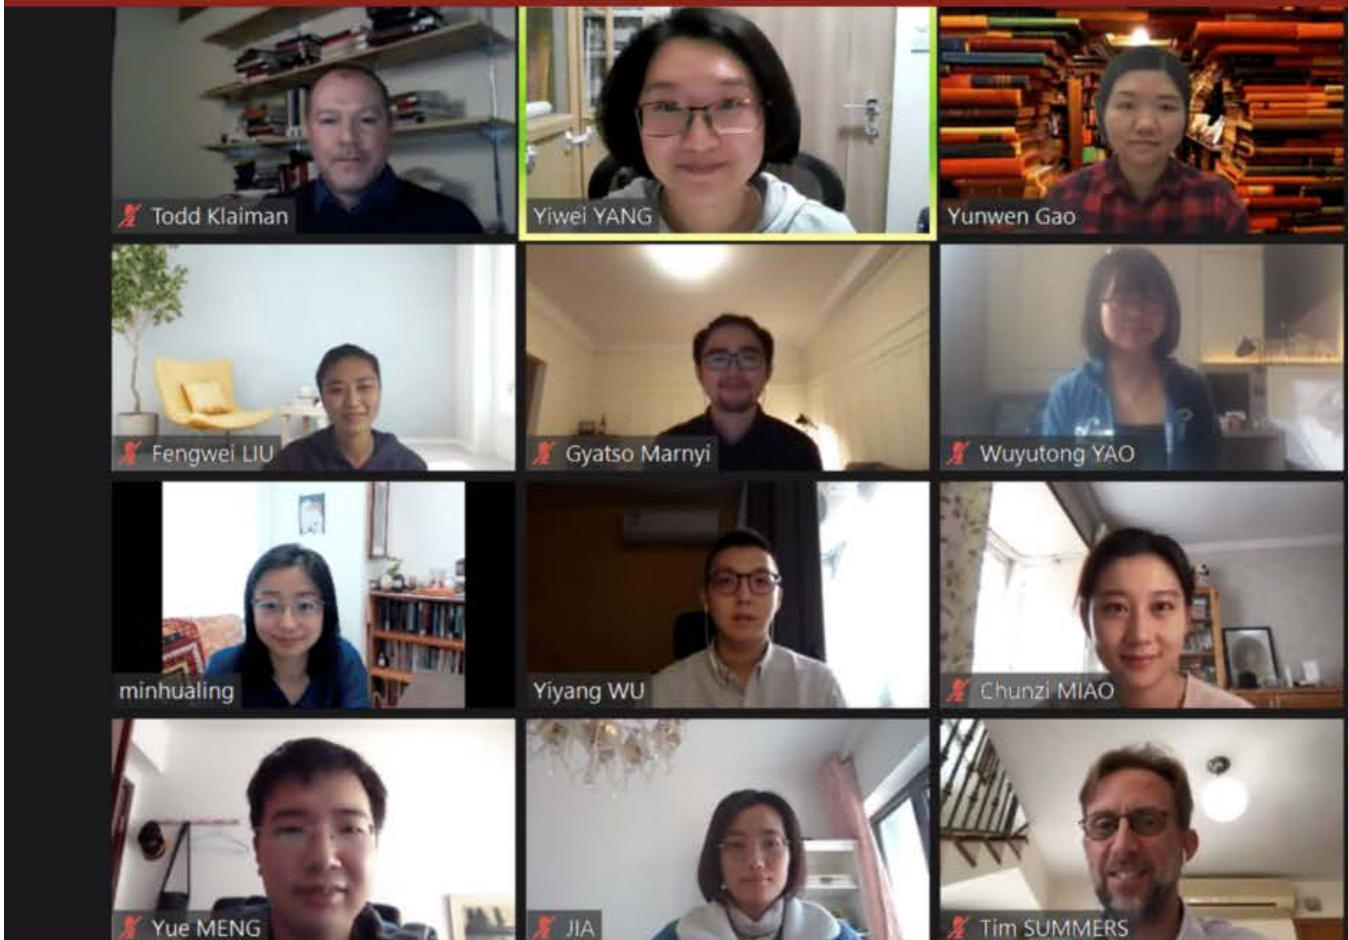 Todd Klaiman
Yiwei YANG
Yunwen Gao
Fengwei LIU
Gyatso Marnyi
Wuyutong YAO
minhualing
Yiyang WU
Chunzi MIAO
Yue MENG
JIA
Tim SUMMERS